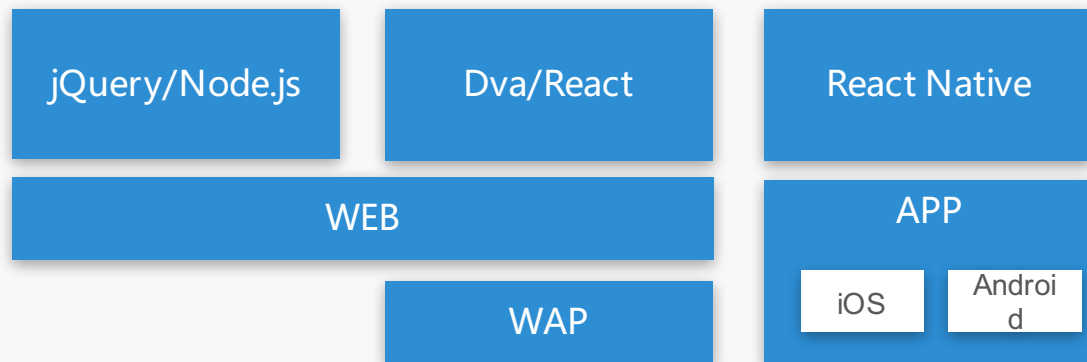 jQuery/Node.js
Dva/React
React Native
WEB
APP
iOS
Androi
d
WAP